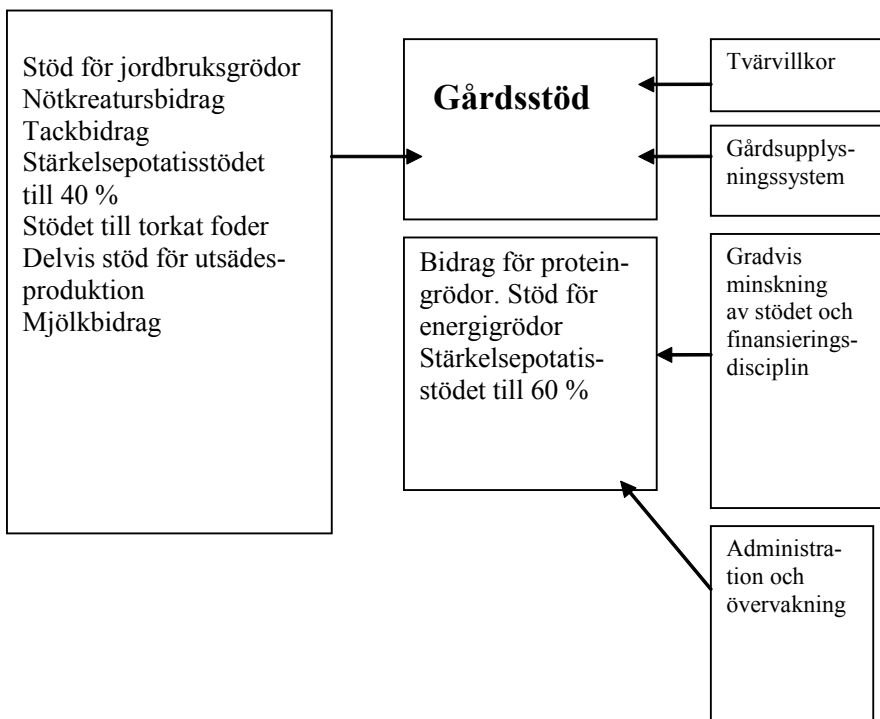 Stöd för jordbruksgrödor
Nötkreatursbidrag
Tackbidrag
Stärkelsepotatisstödet
till 40 %
Stödet till torkat foder
Delvis stöd för utsädes-
produktion
Mjölkbidrag
Gårdsstöd
Bidrag för protein-
grödor. Stöd för
energigrödor
Stärkelsepotatis-
stödet till 60 %
Tvärvillkor
Gårdsupplys-
ningssystem
Gradvis
minskning
av stödet och
finansierings-
disciplin
Administra-
tion och
övervakning